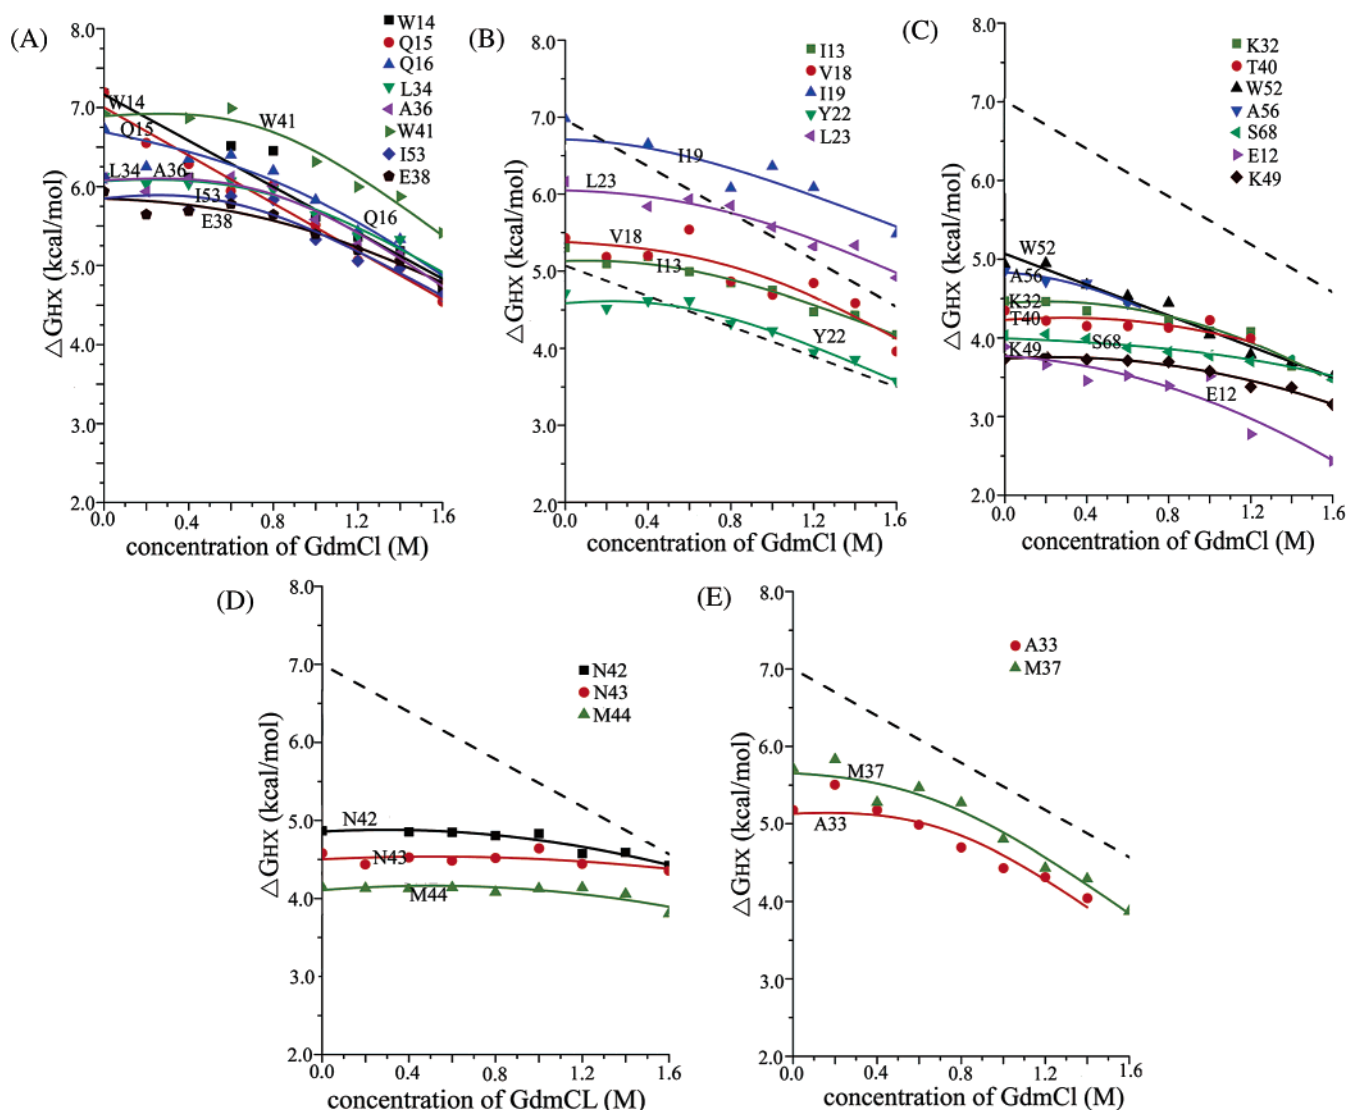 (A)
8.0
7.0
6.0
5.0
4.0
3.0
2.0
0.0 0.4 0.8 1.2 1.6
△GHX (kcal/mol)
concentration of GdmCl (M)
W14
Q15
Q16
L34
A36
W41
I53
E38
W14
Q15
W41
L34 A36
I53
E38
Q16
(B)
8.0
7.0
6.0
5.0
4.0
3.0
2.0
0.0 0.4 0.8 1.2 1.6
△GHX (kcal/mol)
concentration of GdmCl (M)
I13
V18
I19
Y22
L23
I19
L23
V18
I13
Y22
(C)
8.0
7.0
6.0
5.0
4.0
3.0
2.0
0.0 0.4 0.8 1.2 1.6
△GHX (kcal/mol)
concentration of GdmCl (M)
K32
T40
W52
A56
S68
E12
K49
W52
A56
K32
T40
S68
K49
E12
(D)
8.0
7.0
6.0
5.0
4.0
3.0
2.0
0.0 0.4 0.8 1.2 1.6
△GHX (kcal/mol)
concentration of GdmCL (M)
N42
N43
M44
N42
N43
M44
(E)
8.0
7.0
6.0
5.0
4.0
3.0
2.0
0.0 0.4 0.8 1.2 1.6
△GHX (kcal/mol)
concentration of GdmCl (M)
A33
M37
M37
A33